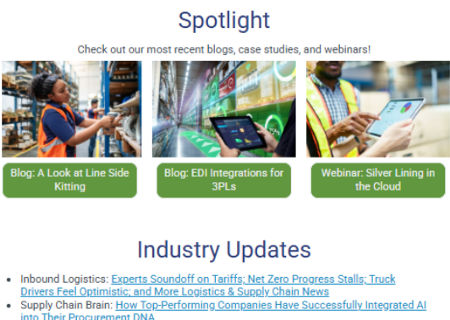 Spotlight
Check out our most recent blogs, case studies, and webinars!
Blog: A Look at Line Side
Kitting
Blog: EDI Integrations for
3PLs
Webinar: Silver Lining in
the Cloud
Industry Updates
• Inbound Logistics: Experts Soundoff on Tariffs; Net Zero Progress Stalls; Truck
Drivers Feel Optimistic; and More Logistics & Supply Chain News
• Supply Chain Brain: How Top-Performing Companies Have Successfully Integrated AI
into Their Procurement DNA